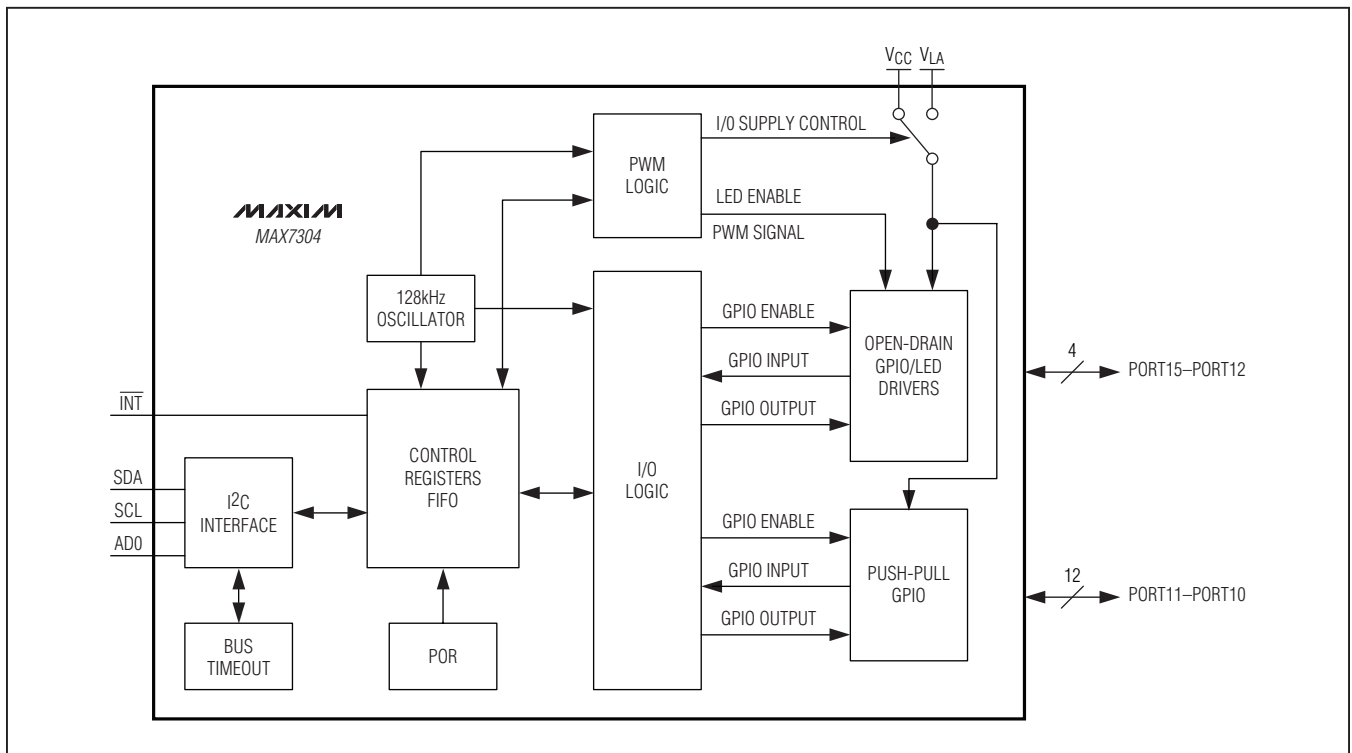 VCC VLA
I/O SUPPLY CONTROL
PWM
LOGIC
LED ENABLE
PWM SIGNAL
MAXIM
MAX7304
128kHz
OSCILLATOR
GPIO ENABLE
GPIO INPUT
GPIO OUTPUT
OPEN-DRAIN
GPIO/LED
DRIVERS
4
PORT15–PORT12
INT
CONTROL
REGISTERS
FIFO
I/O
LOGIC
SDA
SCL
AD0
I2C
INTERFACE
GPIO ENABLE
GPIO INPUT
GPIO OUTPUT
PUSH-PULL
GPIO
12
PORT11–PORT10
BUS
TIMEOUT
POR